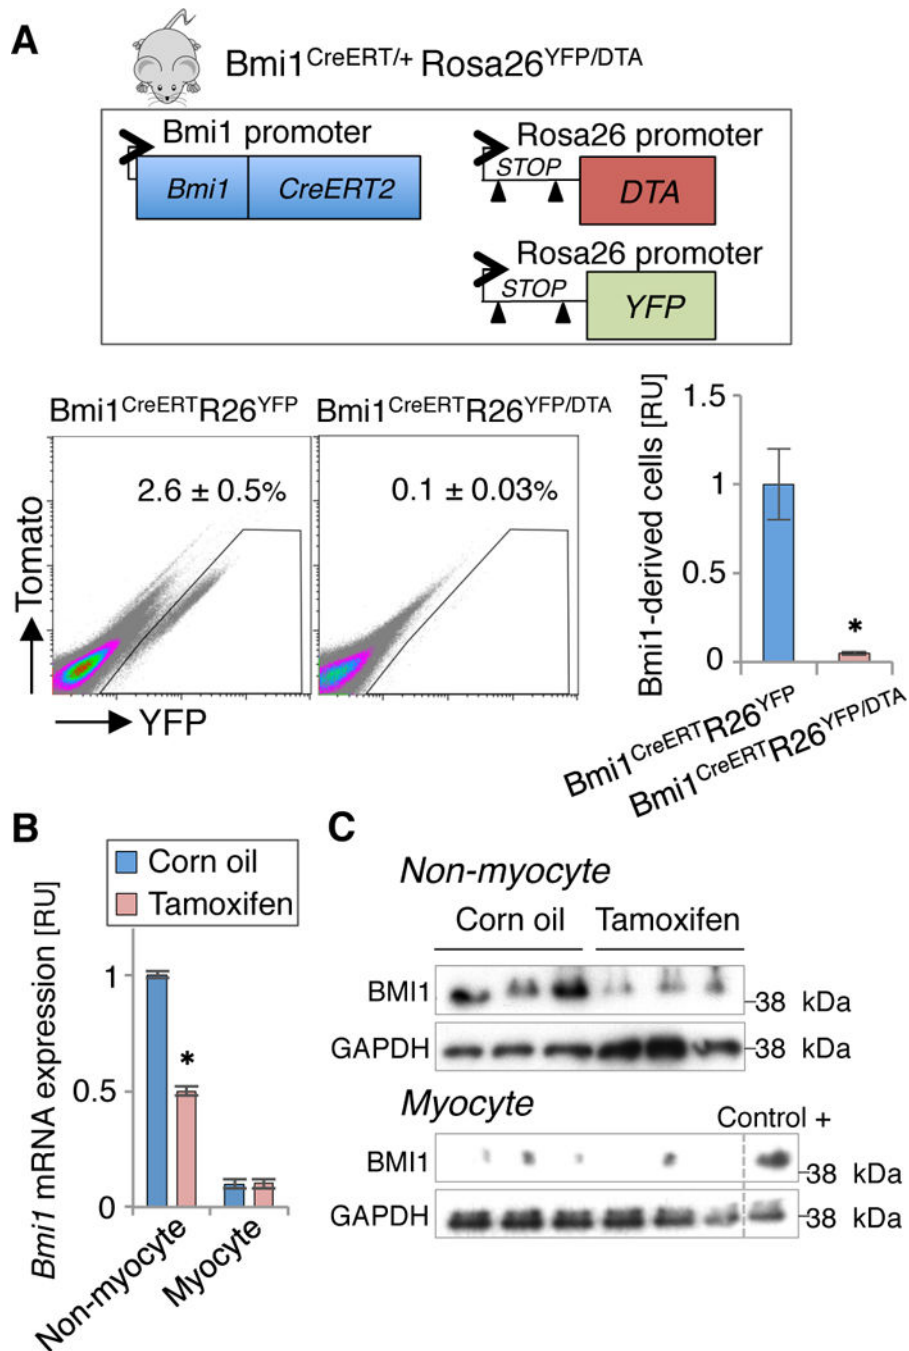 A
Bmi1CreERT/+ Rosa26YFP/DTA
Bmi1 promoter
Rosa26 promoter
STOP
Bmi1
CreERT2
DTA
Rosa26 promoter
STOP
YFP
Bmi1CreERTR26YFP
Bmi1CreERTR26YFP/DTA
2.6 ± 0.5%
0.1 ± 0.03%
Tomato
YFP
Bmi1-derived cells [RU]
1.5
1
0.5
0
*
Bmi1CreERTR26YFP
Bmi1CreERTR26YFP/DTA
B
Corn oil
Tamoxifen
Bmi1 mRNA expression [RU]
1
0.5
0
*
Non-myocyte
Myocyte
C
Non-myocyte
Corn oil Tamoxifen
BMI1
38 kDa
GAPDH
38 kDa
Myocyte
Control +
BMI1
38 kDa
GAPDH
38 kDa